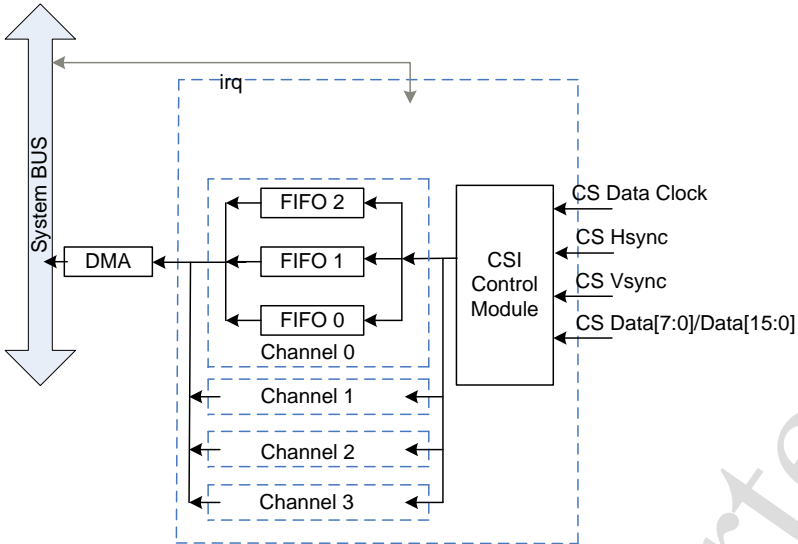 irq
System BUS
CS Data Clock
FIFO 2
CS Hsync
DMA
FIFO 1
CSI
Control
Module
CS Vsync
FIFO 0
CS Data[7:0]/Data[15:0]
Channel 0
Channel 1
Channel 2
Channel 3